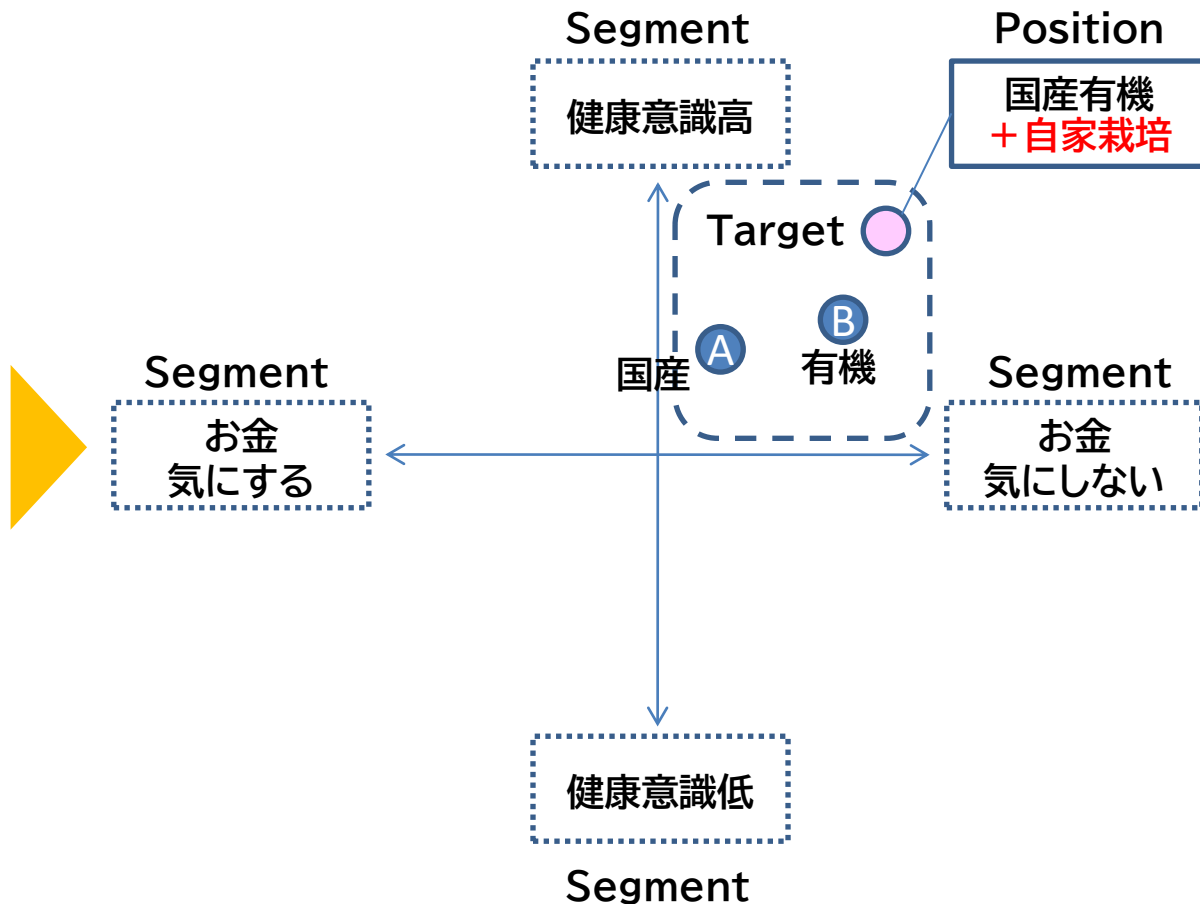 Segment
健康意識高
Position
国産有機
＋自家栽培
Target
A
国産
B
有機
Segment
お金
気にする
Segment
お金
気にしない
健康意識低
Segment